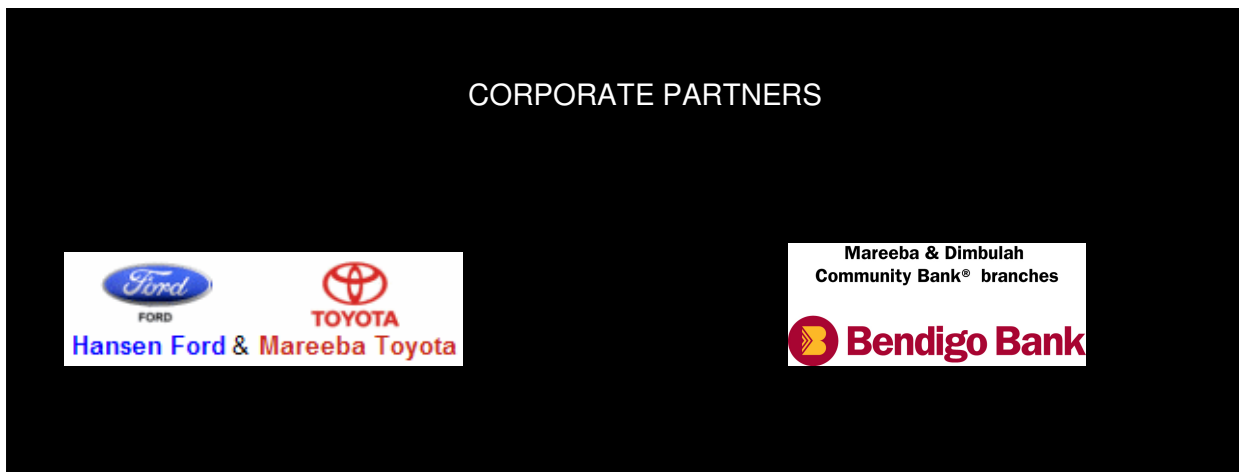 CORPORATE PARTNERS
Ford
FORD
TOYOTA
Hansen Ford & Mareeba Toyota
Mareeba & Dimbulah
Community Bank® branches
Bendigo Bank